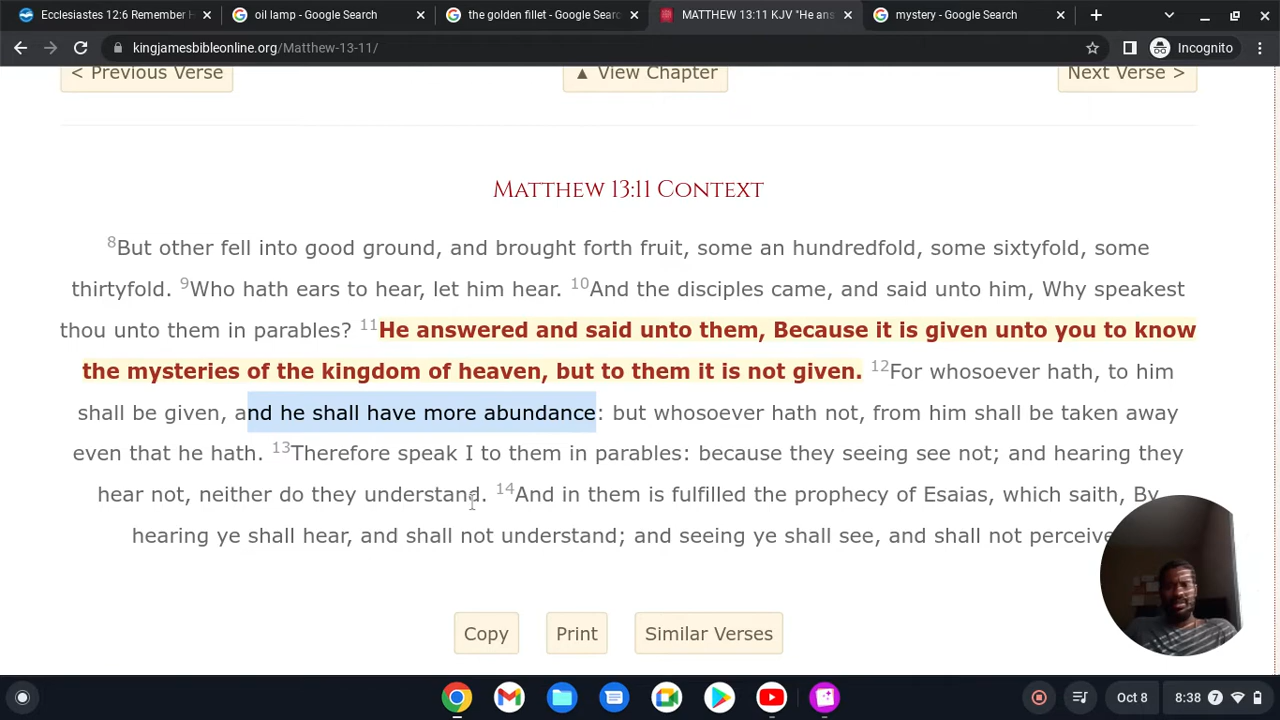 Ecclesiastes 12:6 Remember H
oil lamp - Google Search
the golden fillet - Google Searc
MATTHEW 13:11 KJV "He ans
mystery - Google Search
kingjamesbibleonline.org/Matthew-13-11/
Incognito
< Previous Verse
▲ View Chapter
Next Verse >
Matthew 13:11 Context
8But other fell into good ground, and brought forth fruit, some an hundredfold, some sixtyfold, some
thirtyfold. 9Who hath ears to hear, let him hear. 10And the disciples came, and said unto him, Why speakest
thou unto them in parables? 11He answered and said unto them, Because it is given unto you to know
the mysteries of the kingdom of heaven, but to them it is not given. 12For whosoever hath, to him
shall be given, and he shall have more abundance: but whosoever hath not, from him shall be taken away
even that he hath. 13Therefore speak I to them in parables: because they seeing see not; and hearing they
hear not, neither do they understand. 14And in them is fulfilled the prophecy of Esaias, which saith, By
hearing ye shall hear, and shall not understand; and seeing ye shall see, and shall not perceive
Copy
Print
Similar Verses
Oct 8
8:38
7